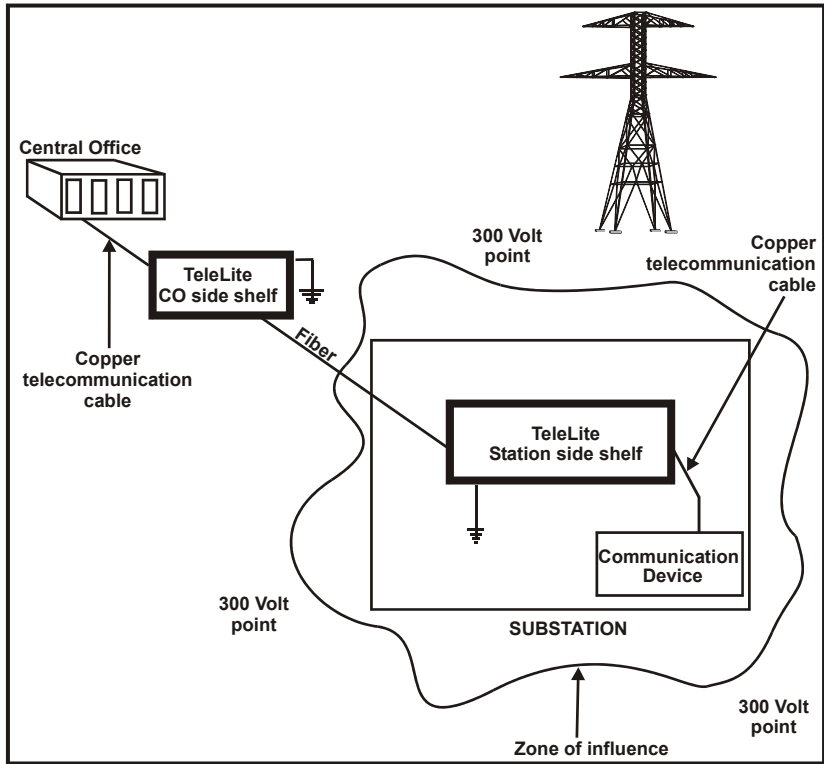 Central Office
TeleLite
CO side shelf
Copper
telecommunication
cable
Fiber
300 Volt
point
Copper
telecommunication
cable
TeleLite
Station side shelf
Communication
Device
300 Volt
point
SUBSTATION
300 Volt
point
Zone of influence